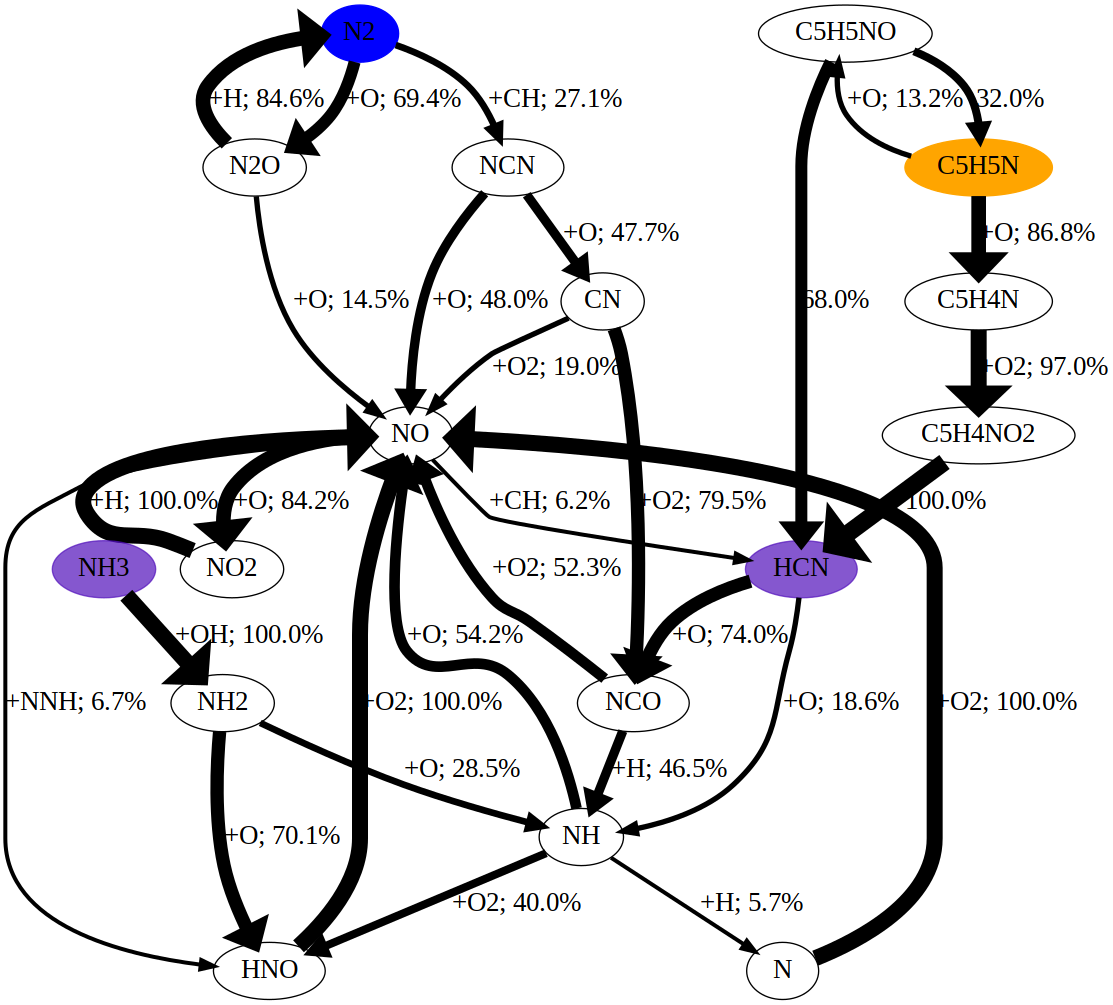 N2
C5H5NO
+H; 84.6%
+O; 69.4%
+CH; 27.1%
+O; 13.2%
32.0%
N2O
NCN
C5H5N
+O; 47.7%
+O; 86.8%
+O; 14.5%
+O; 48.0%
CN
68.0%
C5H4N
+O2; 19.0%
+O2; 97.0%
NO
C5H4NO2
+H; 100.0%
+O; 84.2%
+CH; 6.2%
+O2; 79.5%
100.0%
NH3
NO2
+O2; 52.3%
HCN
+OH; 100.0%
+O; 54.2%
+O; 74.0%
+NNH; 6.7%
NH2
+O2; 100.0%
NCO
+O; 18.6%
+O2; 100.0%
+O; 28.5%
+H; 46.5%
+O; 70.1%
NH
+O2; 40.0%
+H; 5.7%
HNO
N